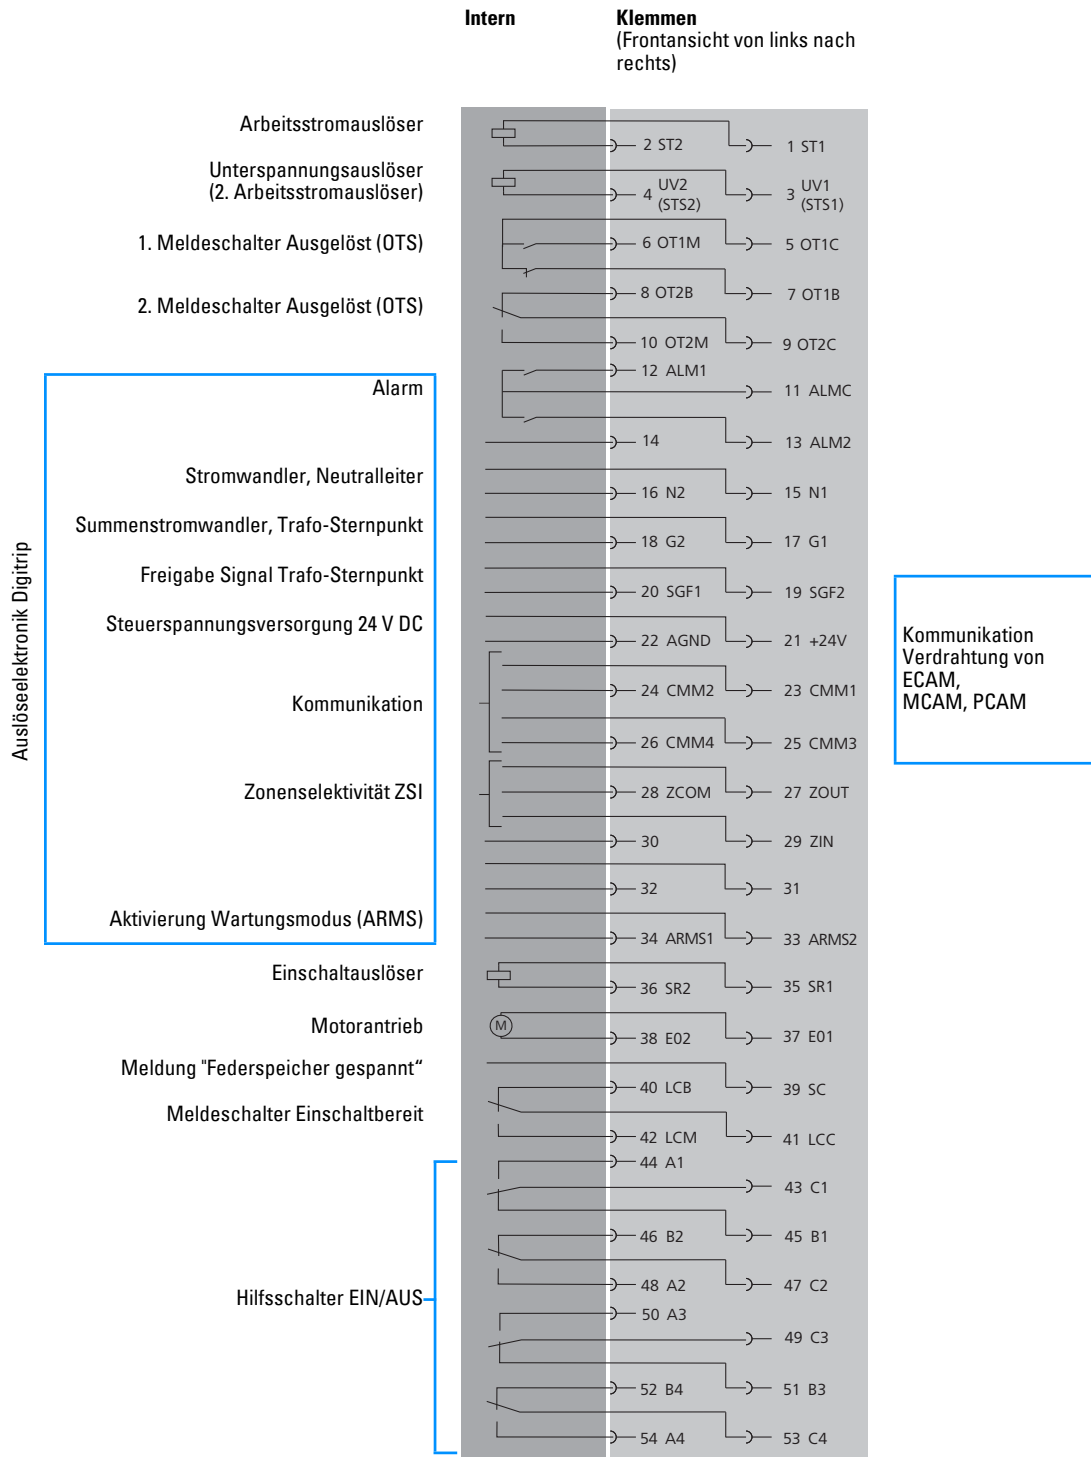 Intern
Klemmen
(Frontansicht von links nach
rechts)
Arbeitsstromauslöser
2 ST2
1 ST1
Unterspannungsauslöser
(2. Arbeitsstromauslöser)
4 UV2
(STS2)
3 UV1
(STS1)
1. Meldeschalter Ausgelöst (OTS)
6 OT1M
5 OT1C
8 OT2B
7 OT1B
2. Meldeschalter Ausgelöst (OTS)
10 OT2M
9 OT2C
12 ALM1
Alarm
11 ALMC
14
13 ALM2
Stromwandler, Neutralleiter
16 N2
15 N1
Summenstromwandler, Trafo-Sternpunkt
18 G2
17 G1
Auslöseelektronik Digitrip
Freigabe Signal Trafo-Sternpunkt
20 SGF1
19 SGF2
Steuerspannungsversorgung 24 V DC
22 AGND
21 +24V
Kommunikation
Verdrahtung von
ECAM,
MCAM, PCAM
Kommunikation
24 CMM2
23 CMM1
26 CMM4
25 CMM3
Zonenselektivität ZSI
28 ZCOM
27 ZOUT
30
29 ZIN
32
31
Aktivierung Wartungsmodus (ARMS)
34 ARMS1
33 ARMS2
Einschaltauslöser
36 SR2
35 SR1
Motorantrieb
M
38 E02
37 E01
Meldung "Federspeicher gespannt“
40 LCB
39 SC
Meldeschalter Einschaltbereit
42 LCM
41 LCC
44 A1
43 C1
46 B2
45 B1
48 A2
47 C2
Hilfsschalter EIN/AUS
50 A3
49 C3
52 B4
51 B3
54 A4
53 C4